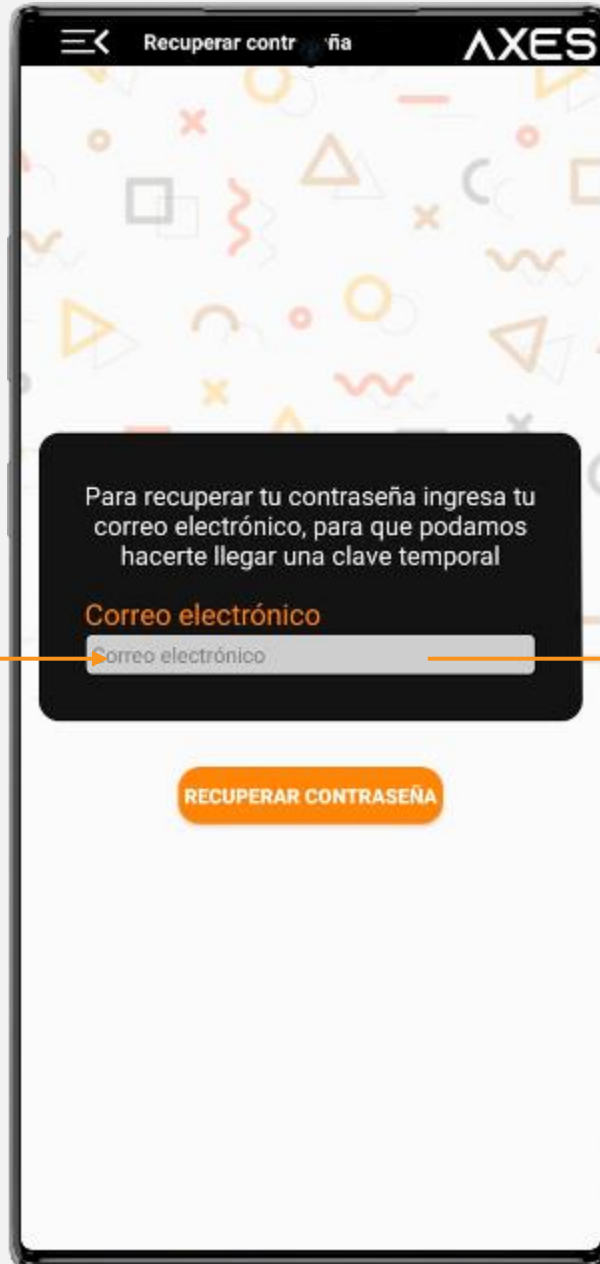 Recuperar contr ña
AXES
Para recuperar tu contraseña ingresa tu
correo electrónico, para que podamos
hacerte llegar una clave temporal
Correo electrónico
Correo electrónico
RECUPERAR CONTRASEÑA